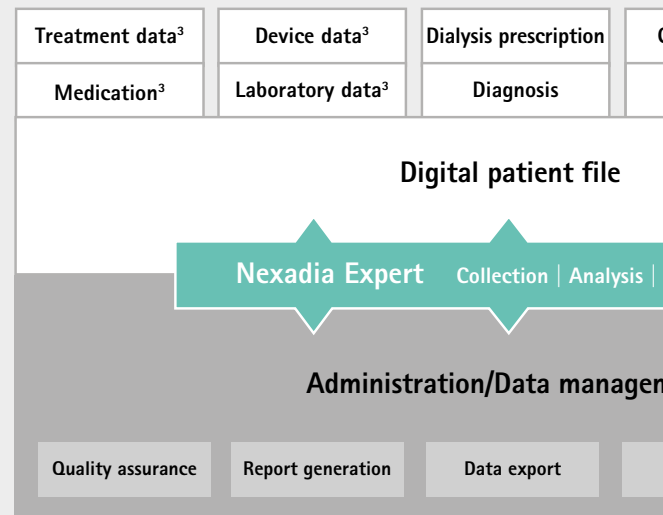 Treatment data³
Device data³
Dialysis prescription
Medication³
Laboratory data³
Diagnosis
Digital patient file
Nexadia Expert
Collection | Analysis |
Administration/Data managem
Quality assurance
Report generation
Data export